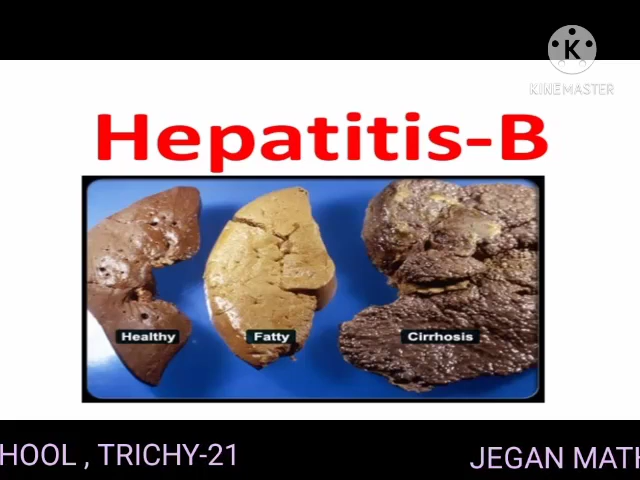 K
KINEMASTER
Hepatitis-B
Healthy
Fatty
Cirrhosis
HOOL , TRICHY-21
JEGAN MATH